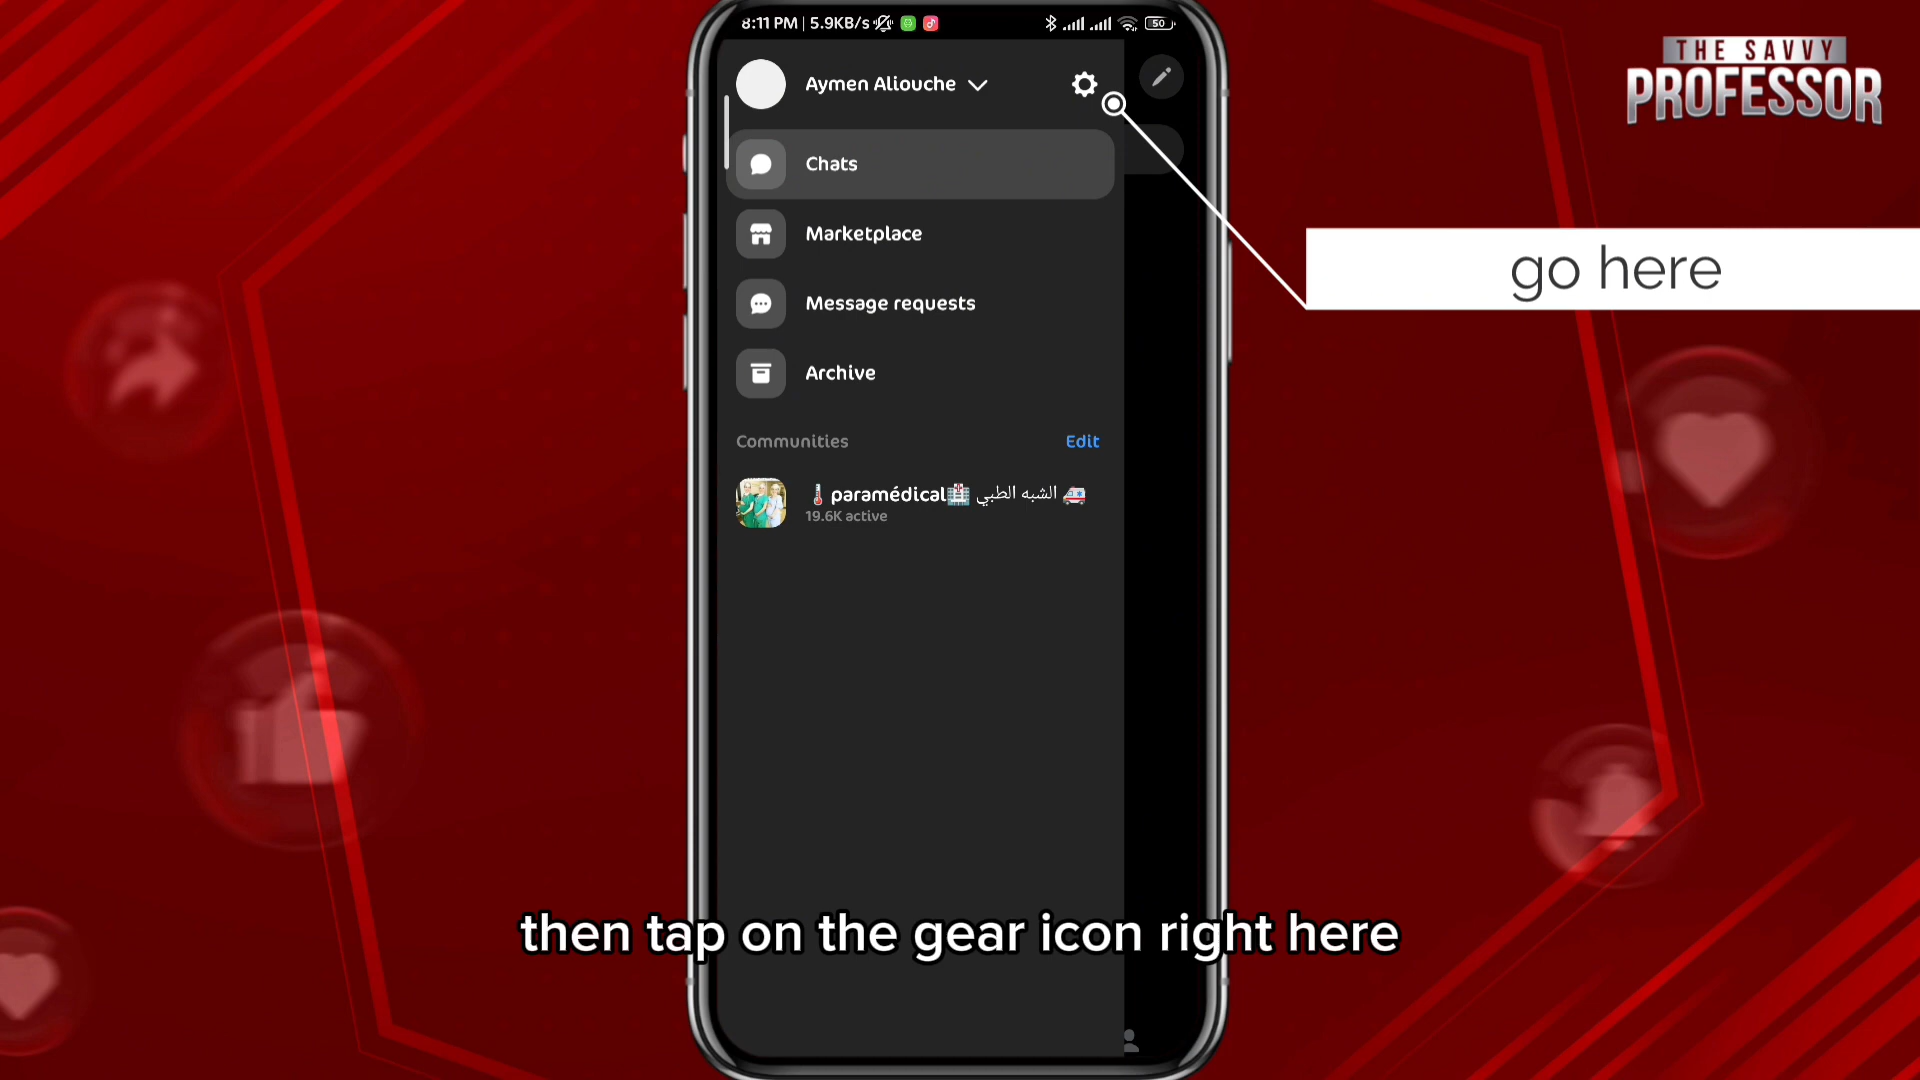 8:11 PM | 5.9KB/s
50
THE SAVVY
PROFESSOR
Aymen Aliouche
Chats
go here
Marketplace
Message requests
Archive
Communities
Edit
🌡️paramédical🏥 الشبه الطبي 🚑
19.6K active
then tap on the gear icon right here